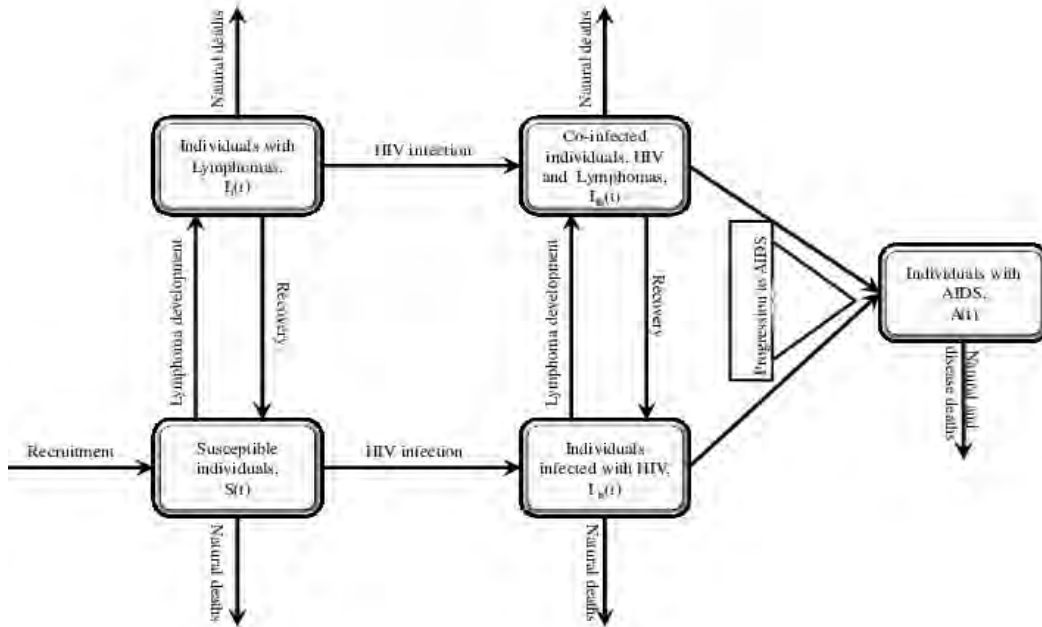 Natural deaths
Natural deaths
Individuals with
Lymphomas,
I_l(t)
HIV infection
Co-infected
individuals, HIV
and Lymphomas,
I_lh(t)
Lymphoma development
Recovery
Lymphoma development
Recovery
Progression to AIDS
Individuals with
AIDS,
A(t)
Natural and
disease deaths
Recruitment
Susceptible
individuals,
S(t)
HIV infection
Individuals
infected with HIV,
I_h(t)
Natural deaths
Natural deaths